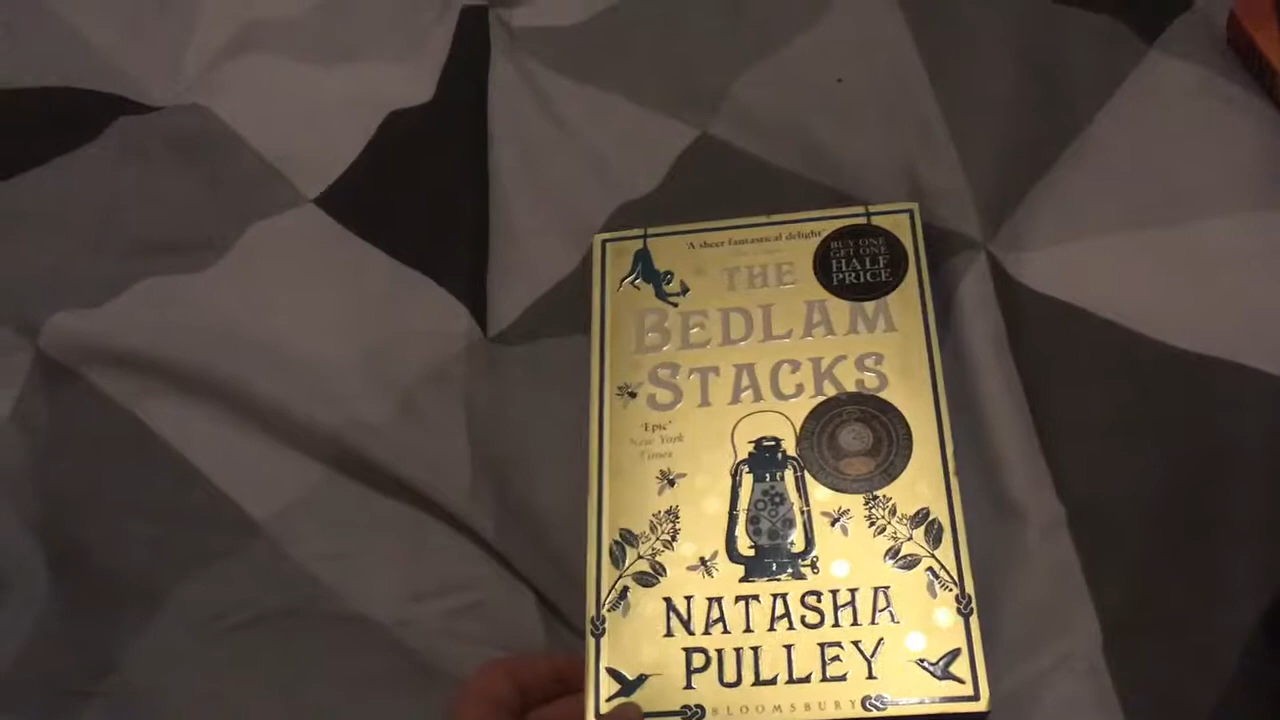 'A sheer fantastical delight'
BUY ONE
GET ONE
HALF
PRICE
THE
BEDLAM
STACKS
'Epic'
New York
Times
NATASHA
PULLEY
BLOOMSBURY